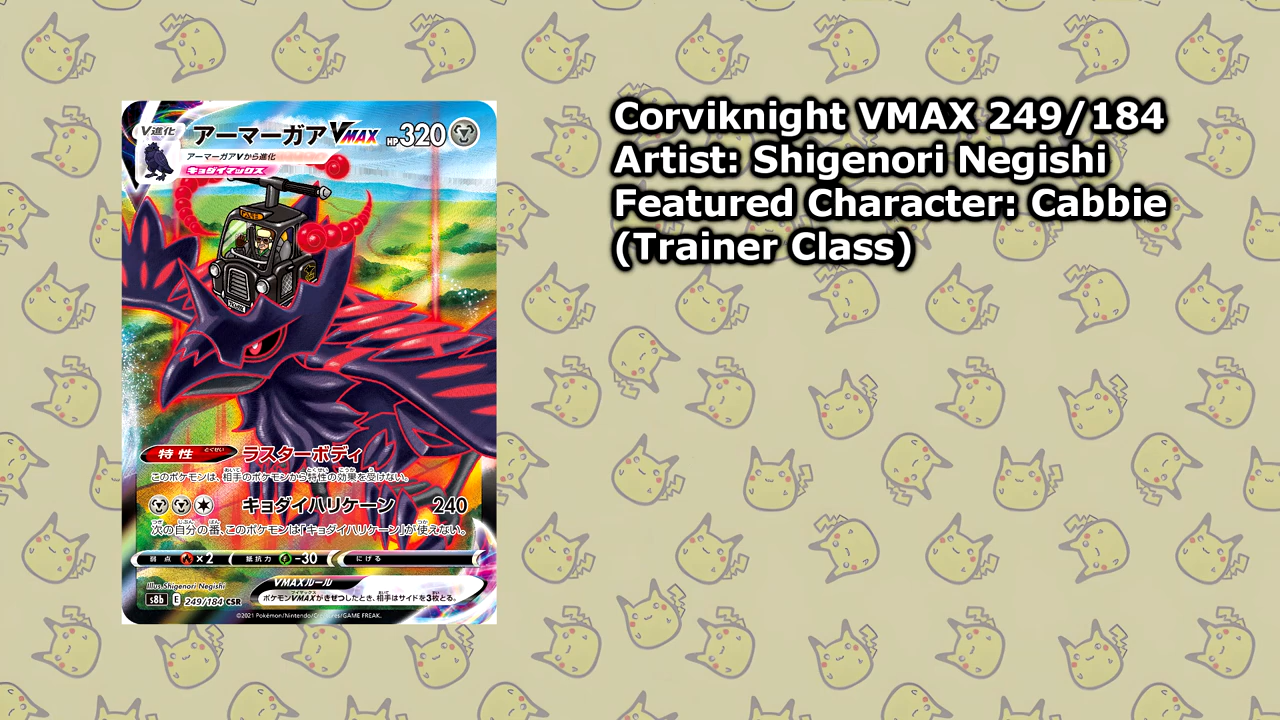 V進化
アーマーガアVMAX HP320
アーマーガアVから進化
キョダイマックス
特性 とくせい ラスターボディ
このポケモンは、相手のポケモンから特性の効果を受けない。
キョダイハリケーン 240
次の自分の番、このポケモンは「キョダイハリケーン」が使えない。
弱点 ×2 抵抗力 -30 にげる
VMAXルール
ポケモンVMAXがきぜつしたとき、相手はサイドを3枚とる。
Illus. Shigenori Negishi
s8b E 249/184 CSR
©2021 Pokémon/Nintendo/Creatures/GAME FREAK.
Corviknight VMAX 249/184
Artist: Shigenori Negishi
Featured Character: Cabbie
(Trainer Class)